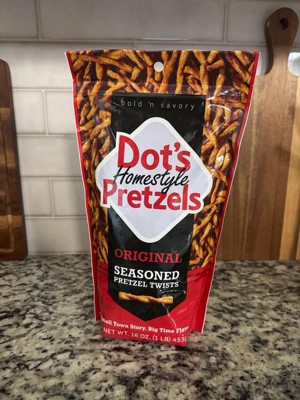 bold 'n savory
Dot's
Homestyle
Pretzels
ORIGINAL
SEASONED
PRETZEL TWISTS
Small Town Story, Big Time Flavor
NET WT. 16 OZ. (1 LB) 453